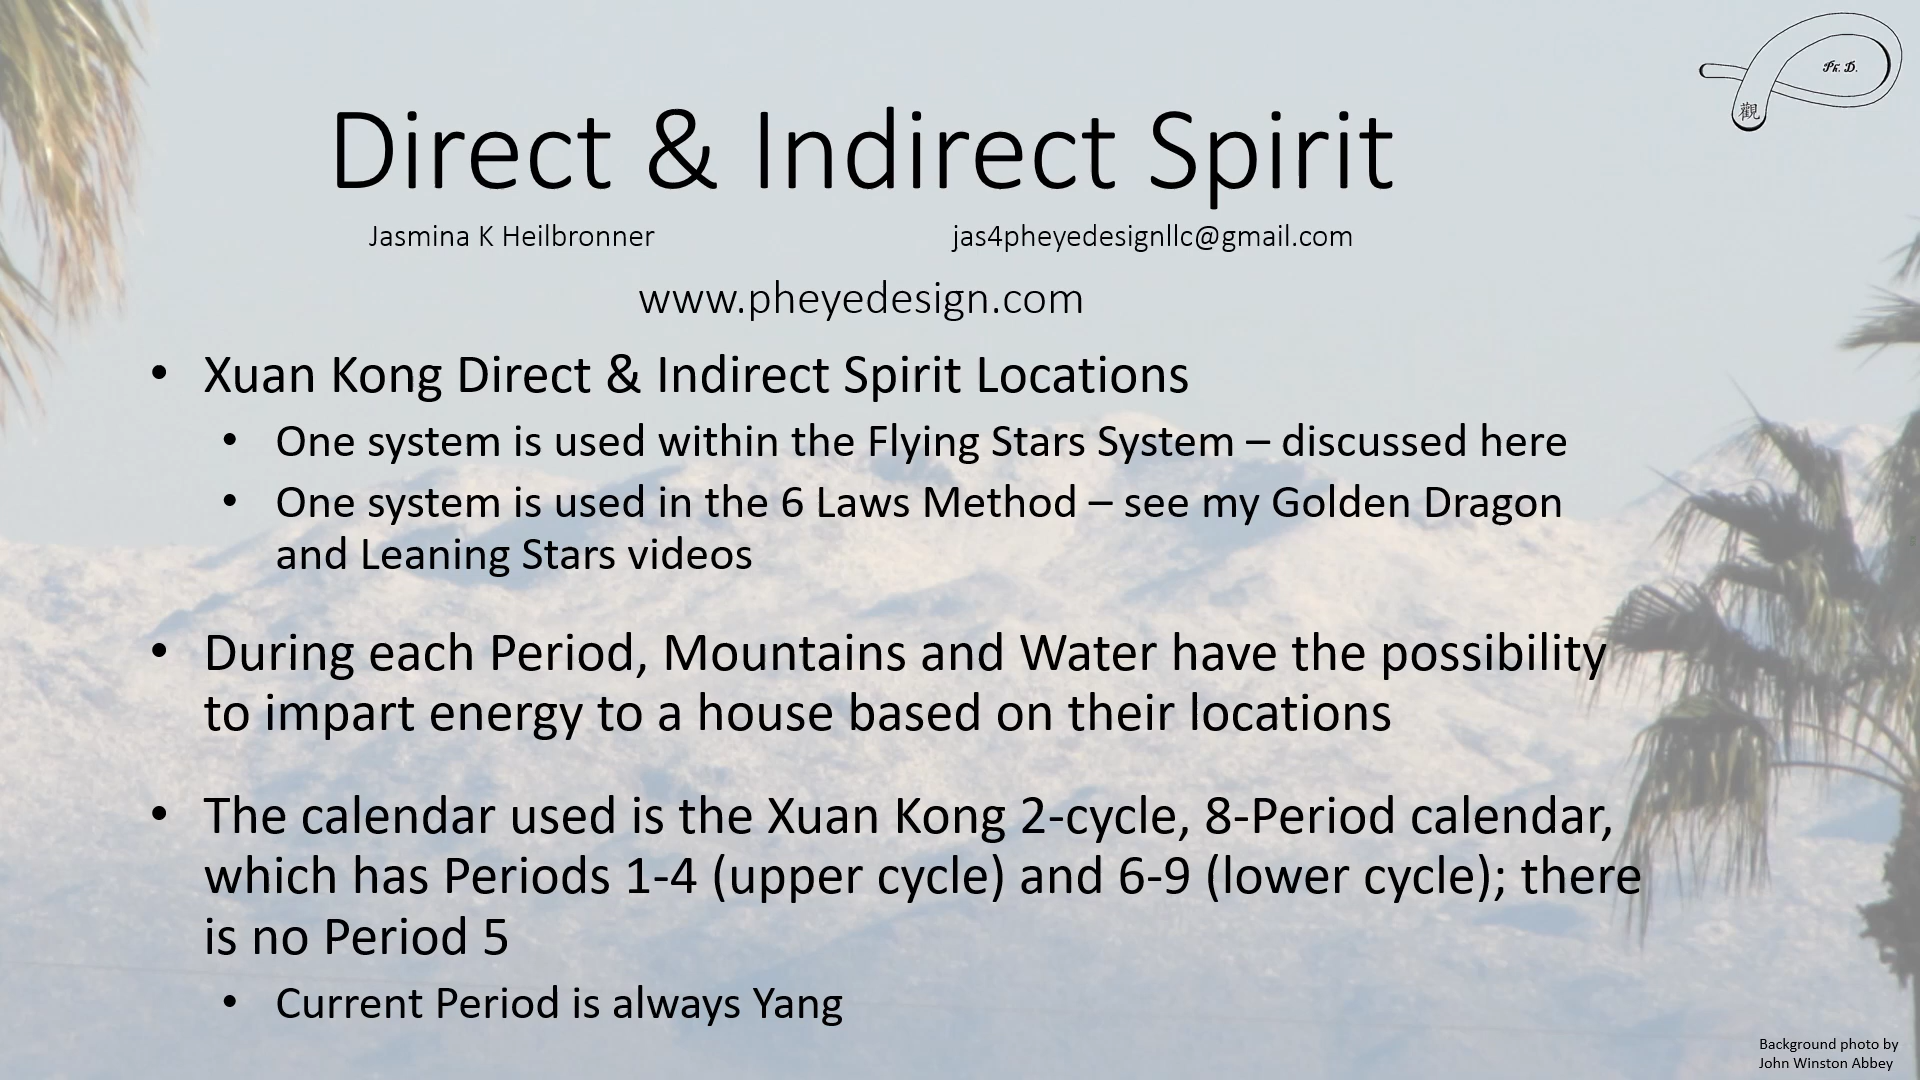 Ph. D.
觀
Direct & Indirect Spirit
Jasmina K Heilbronner jas4pheyedesignllc@gmail.com
www.pheyedesign.com
• Xuan Kong Direct & Indirect Spirit Locations
• One system is used within the Flying Stars System – discussed here
• One system is used in the 6 Laws Method – see my Golden Dragon
and Leaning Stars videos
• During each Period, Mountains and Water have the possibility
to impart energy to a house based on their locations
• The calendar used is the Xuan Kong 2-cycle, 8-Period calendar,
which has Periods 1-4 (upper cycle) and 6-9 (lower cycle); there
is no Period 5
• Current Period is always Yang
Background photo by
John Winston Abbey